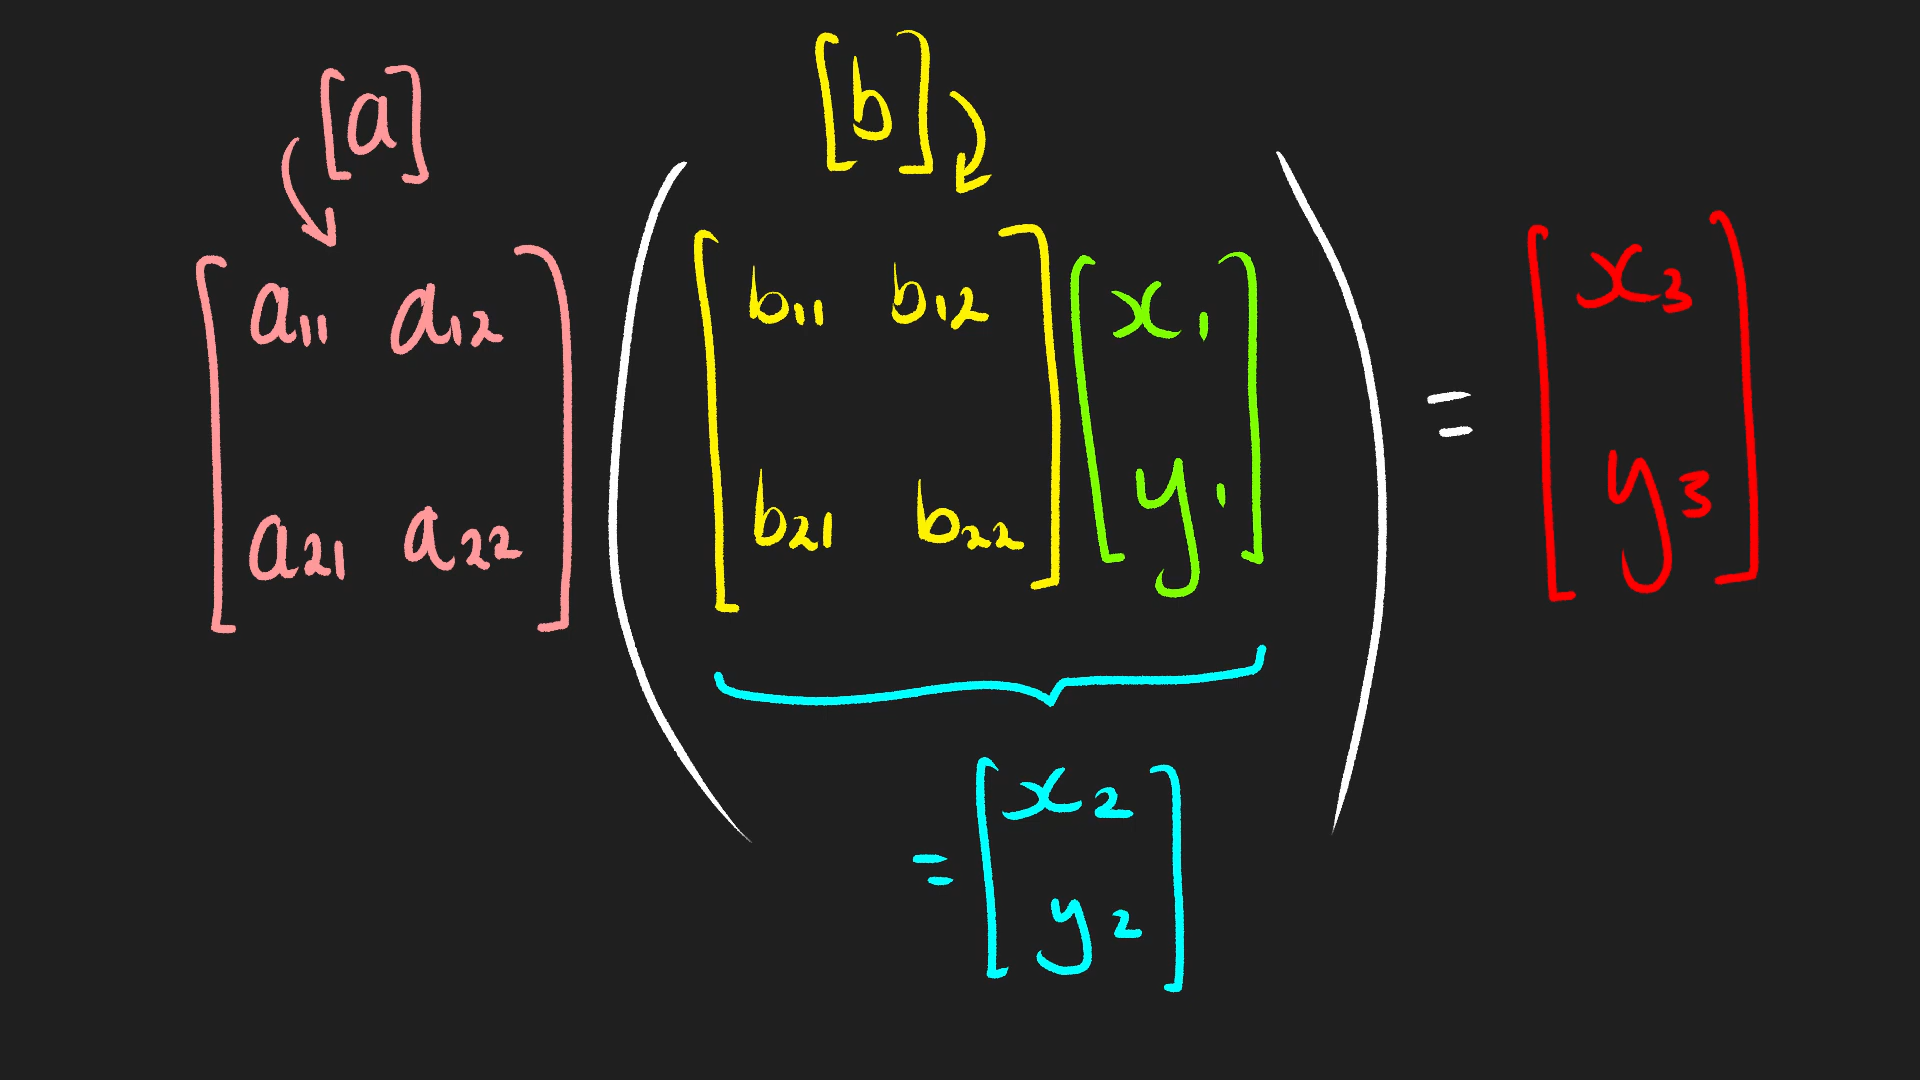 [a] [b]
[a11 a12 a21 a22] ([b11 b12 b21 b22] [x1 y1]) = [x3 y3]
= [x2 y2]